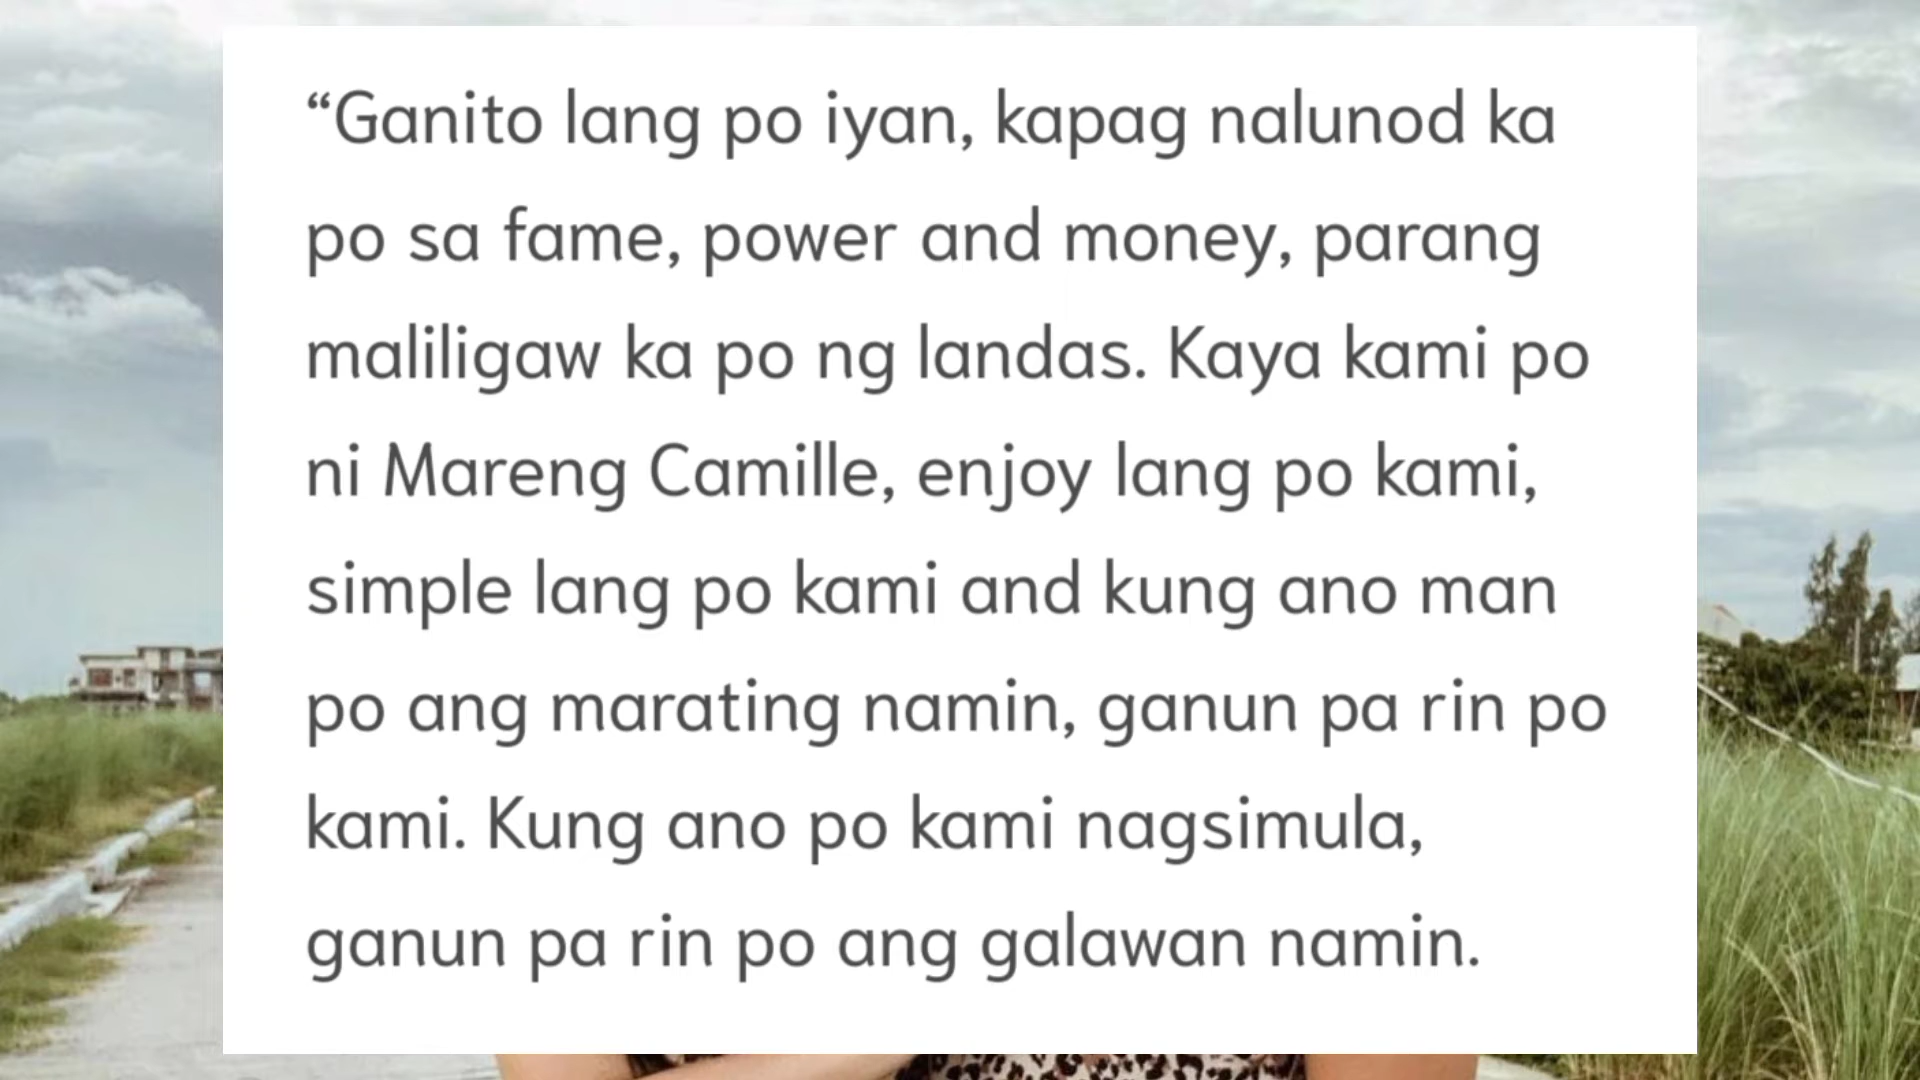 “Ganito lang po iyan, kapag nalunod ka
po sa fame, power and money, parang
maliligaw ka po ng landas. Kaya kami po
ni Mareng Camille, enjoy lang po kami,
simple lang po kami and kung ano man
po ang marating namin, ganun pa rin po
kami. Kung ano po kami nagsimula,
ganun pa rin po ang galawan namin.